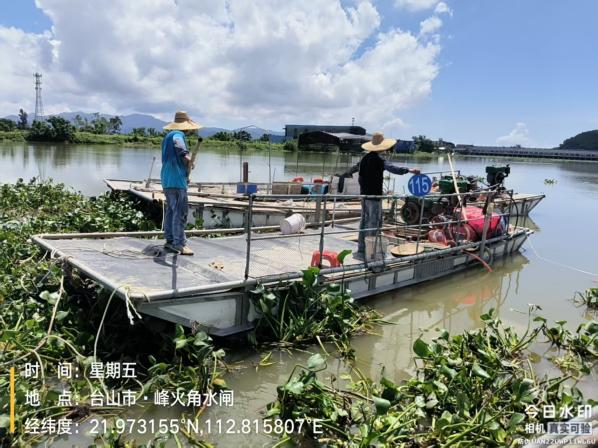 115
时 间：星期五
地 点：台山市·峰火角水闸
经纬度：21.973155°N,112.815807°E
今日水印
相机 真实可验